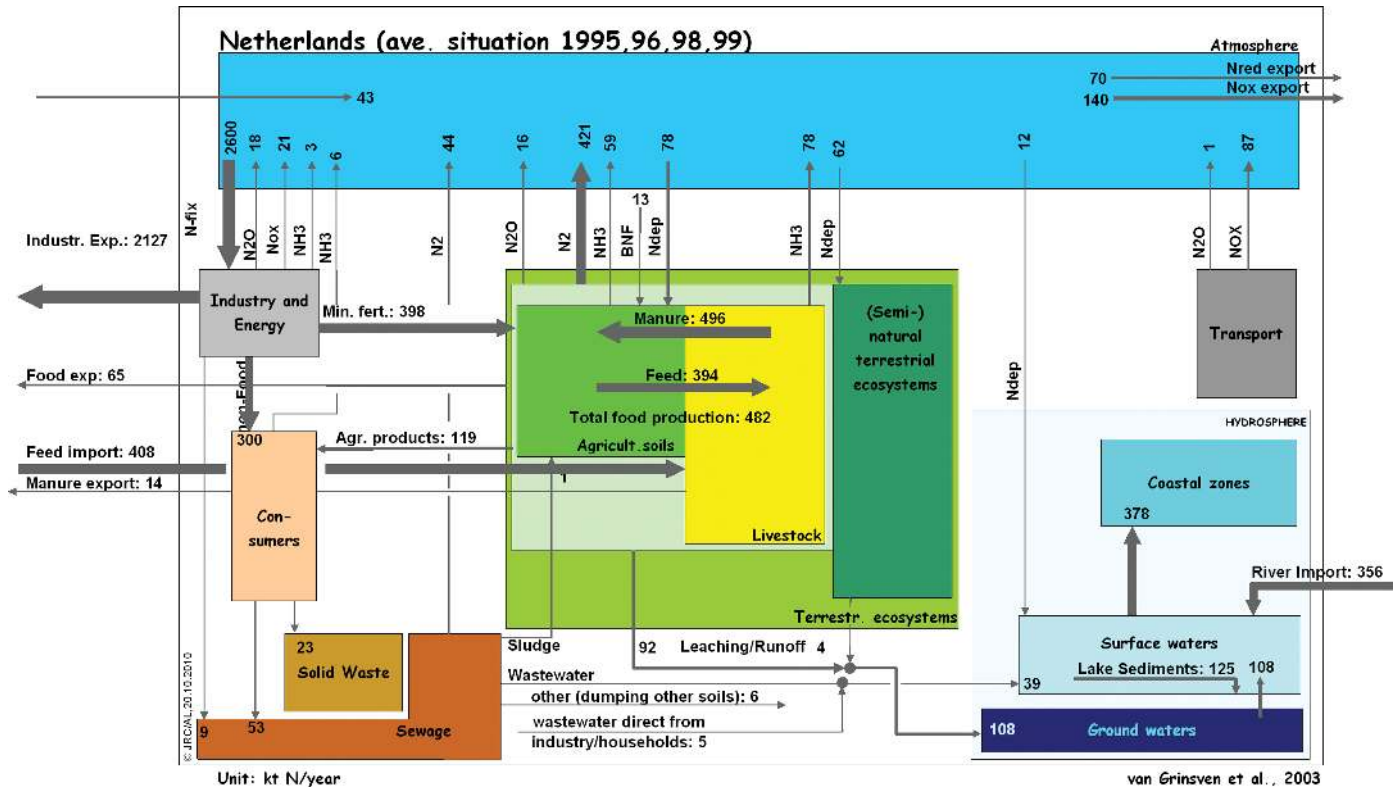 Netherlands (ave. situation 1995,96,98,99)
Atmosphere
Nred export
70
Nox export
43
140
2600
18
21
3
6
44
16
421
59
78
78
62
12
1
87
13
N-fix
N2O
Nox
NH3
NH3
N2
N2O
N2
NH3
BNF
Ndep
NH3
Ndep
N2O
NOX
Industr. Exp.: 2127
Industry and
Energy
Min. fert.: 398
Manure: 496
(Semi-)
natural
terrestrial
ecosystems
Transport
Ndep
Food exp: 65
Feed: 394
Total food production: 482
HYDROSPHERE
300
Agr. products: 119
Agricult.soils
Feed import: 408
1
Manure export: 14
Con-
sumers
Livestock
Coastal zones
378
River Import: 356
Terrestr. ecosystems
23
Solid Waste
Sludge
92
Leaching/Runoff 4
Surface waters
Lake Sediments: 125
108
Wastewater
39
other (dumping other soils): 6
9
53
Sewage
wastewater direct from
industry/households: 5
108
Ground waters
© JRC/AL,20.10.2010
Unit: kt N/year
van Grinsven et al., 2003